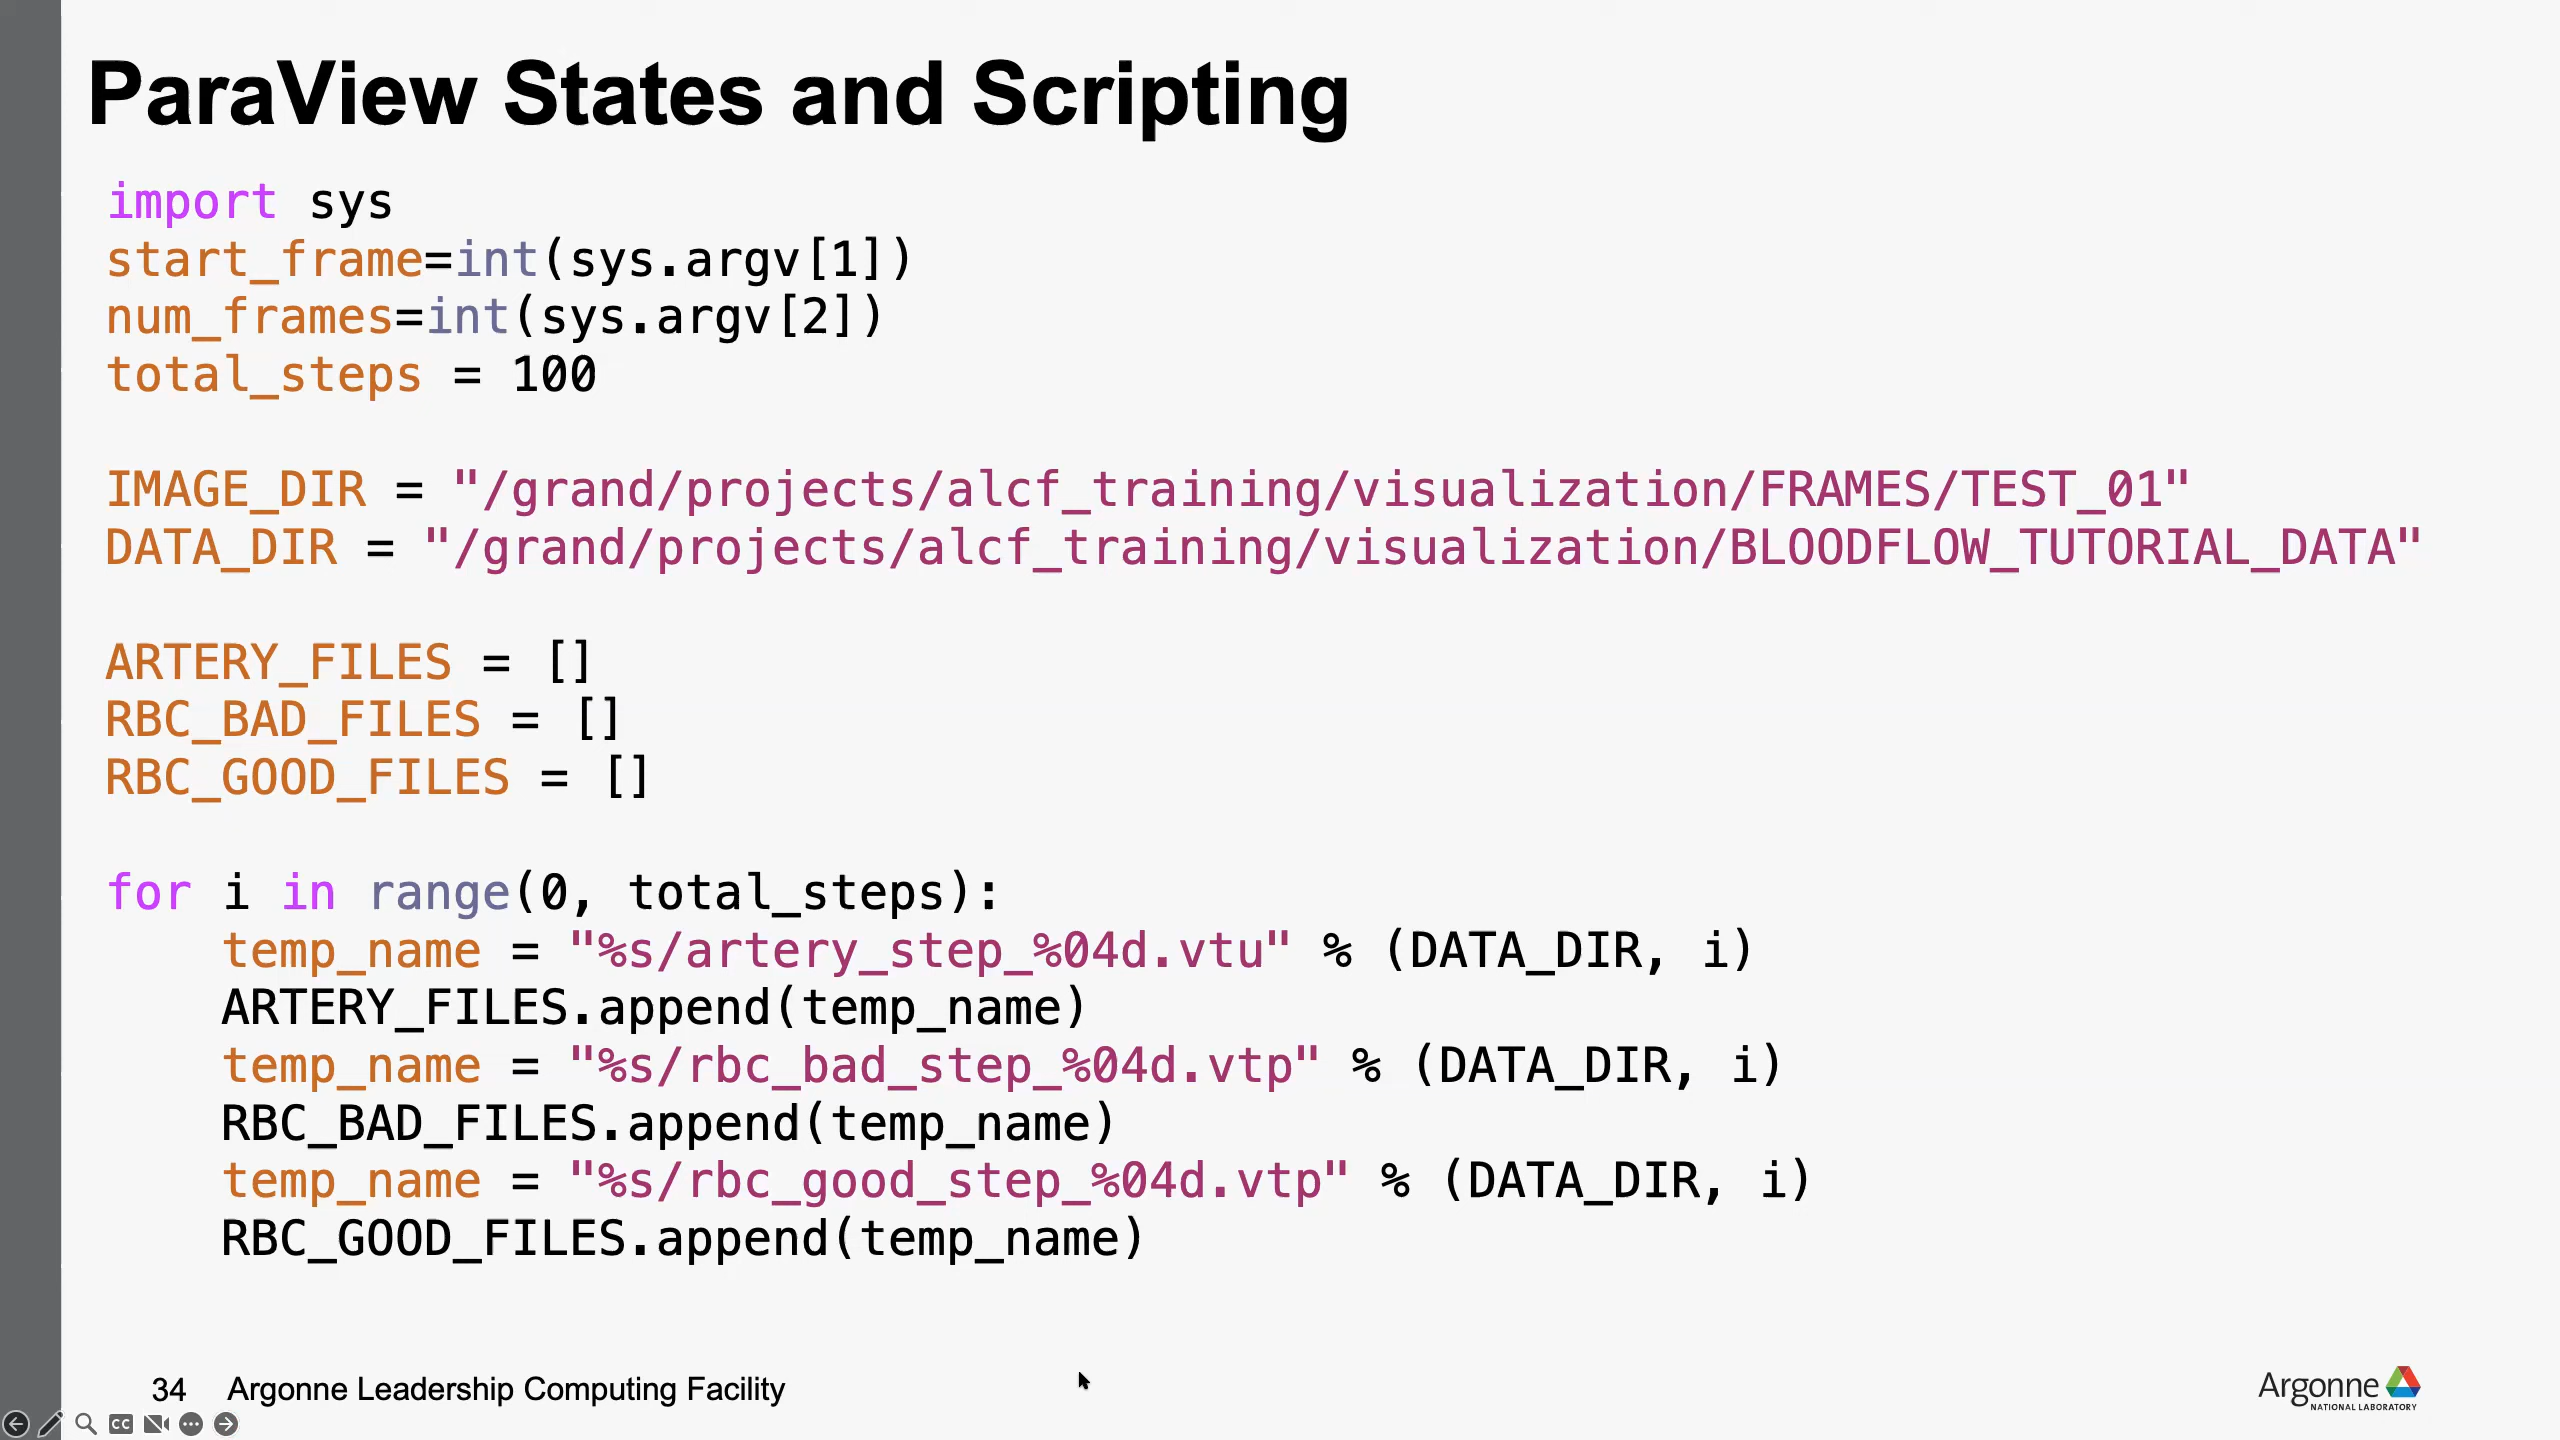 ParaView States and Scripting
import sys
start_frame=int(sys.argv[1])
num_frames=int(sys.argv[2])
total_steps = 100
IMAGE_DIR = "/grand/projects/alcf_training/visualization/FRAMES/TEST_01"
DATA_DIR = "/grand/projects/alcf_training/visualization/BLOODFLOW_TUTORIAL_DATA"
ARTERY_FILES = []
RBC_BAD_FILES = []
RBC_GOOD_FILES = []
for i in range(0, total_steps):
    temp_name = "%s/artery_step_%04d.vtu" % (DATA_DIR, i)
    ARTERY_FILES.append(temp_name)
    temp_name = "%s/rbc_bad_step_%04d.vtp" % (DATA_DIR, i)
    RBC_BAD_FILES.append(temp_name)
    temp_name = "%s/rbc_good_step_%04d.vtp" % (DATA_DIR, i)
    RBC_GOOD_FILES.append(temp_name)
34 Argonne Leadership Computing Facility
Argonne
NATIONAL LABORATORY
CC